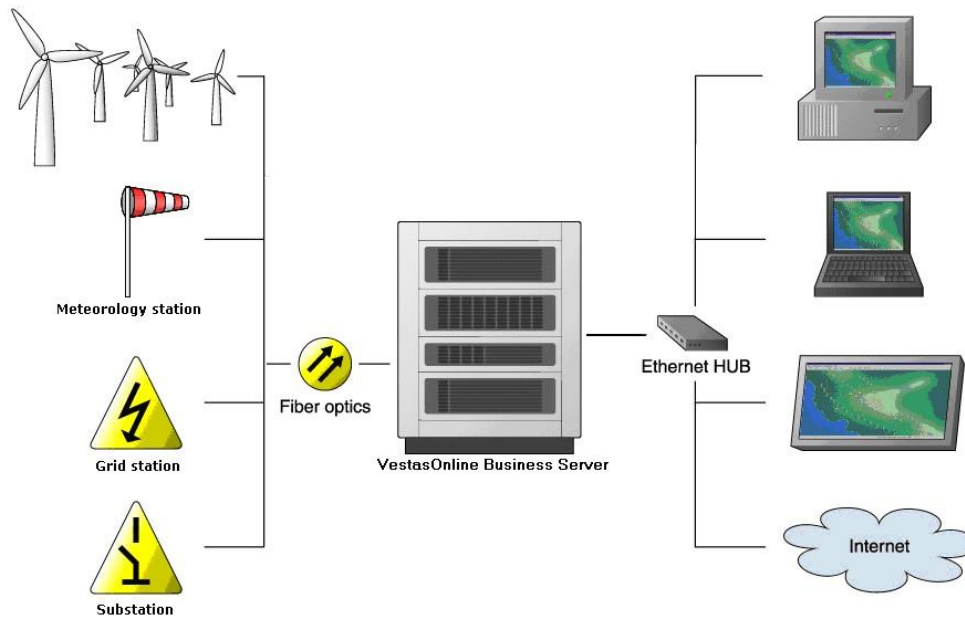 Meteorology station
Fiber optics
Ethernet HUB
Grid station
VestasOnline Business Server
Internet
Substation